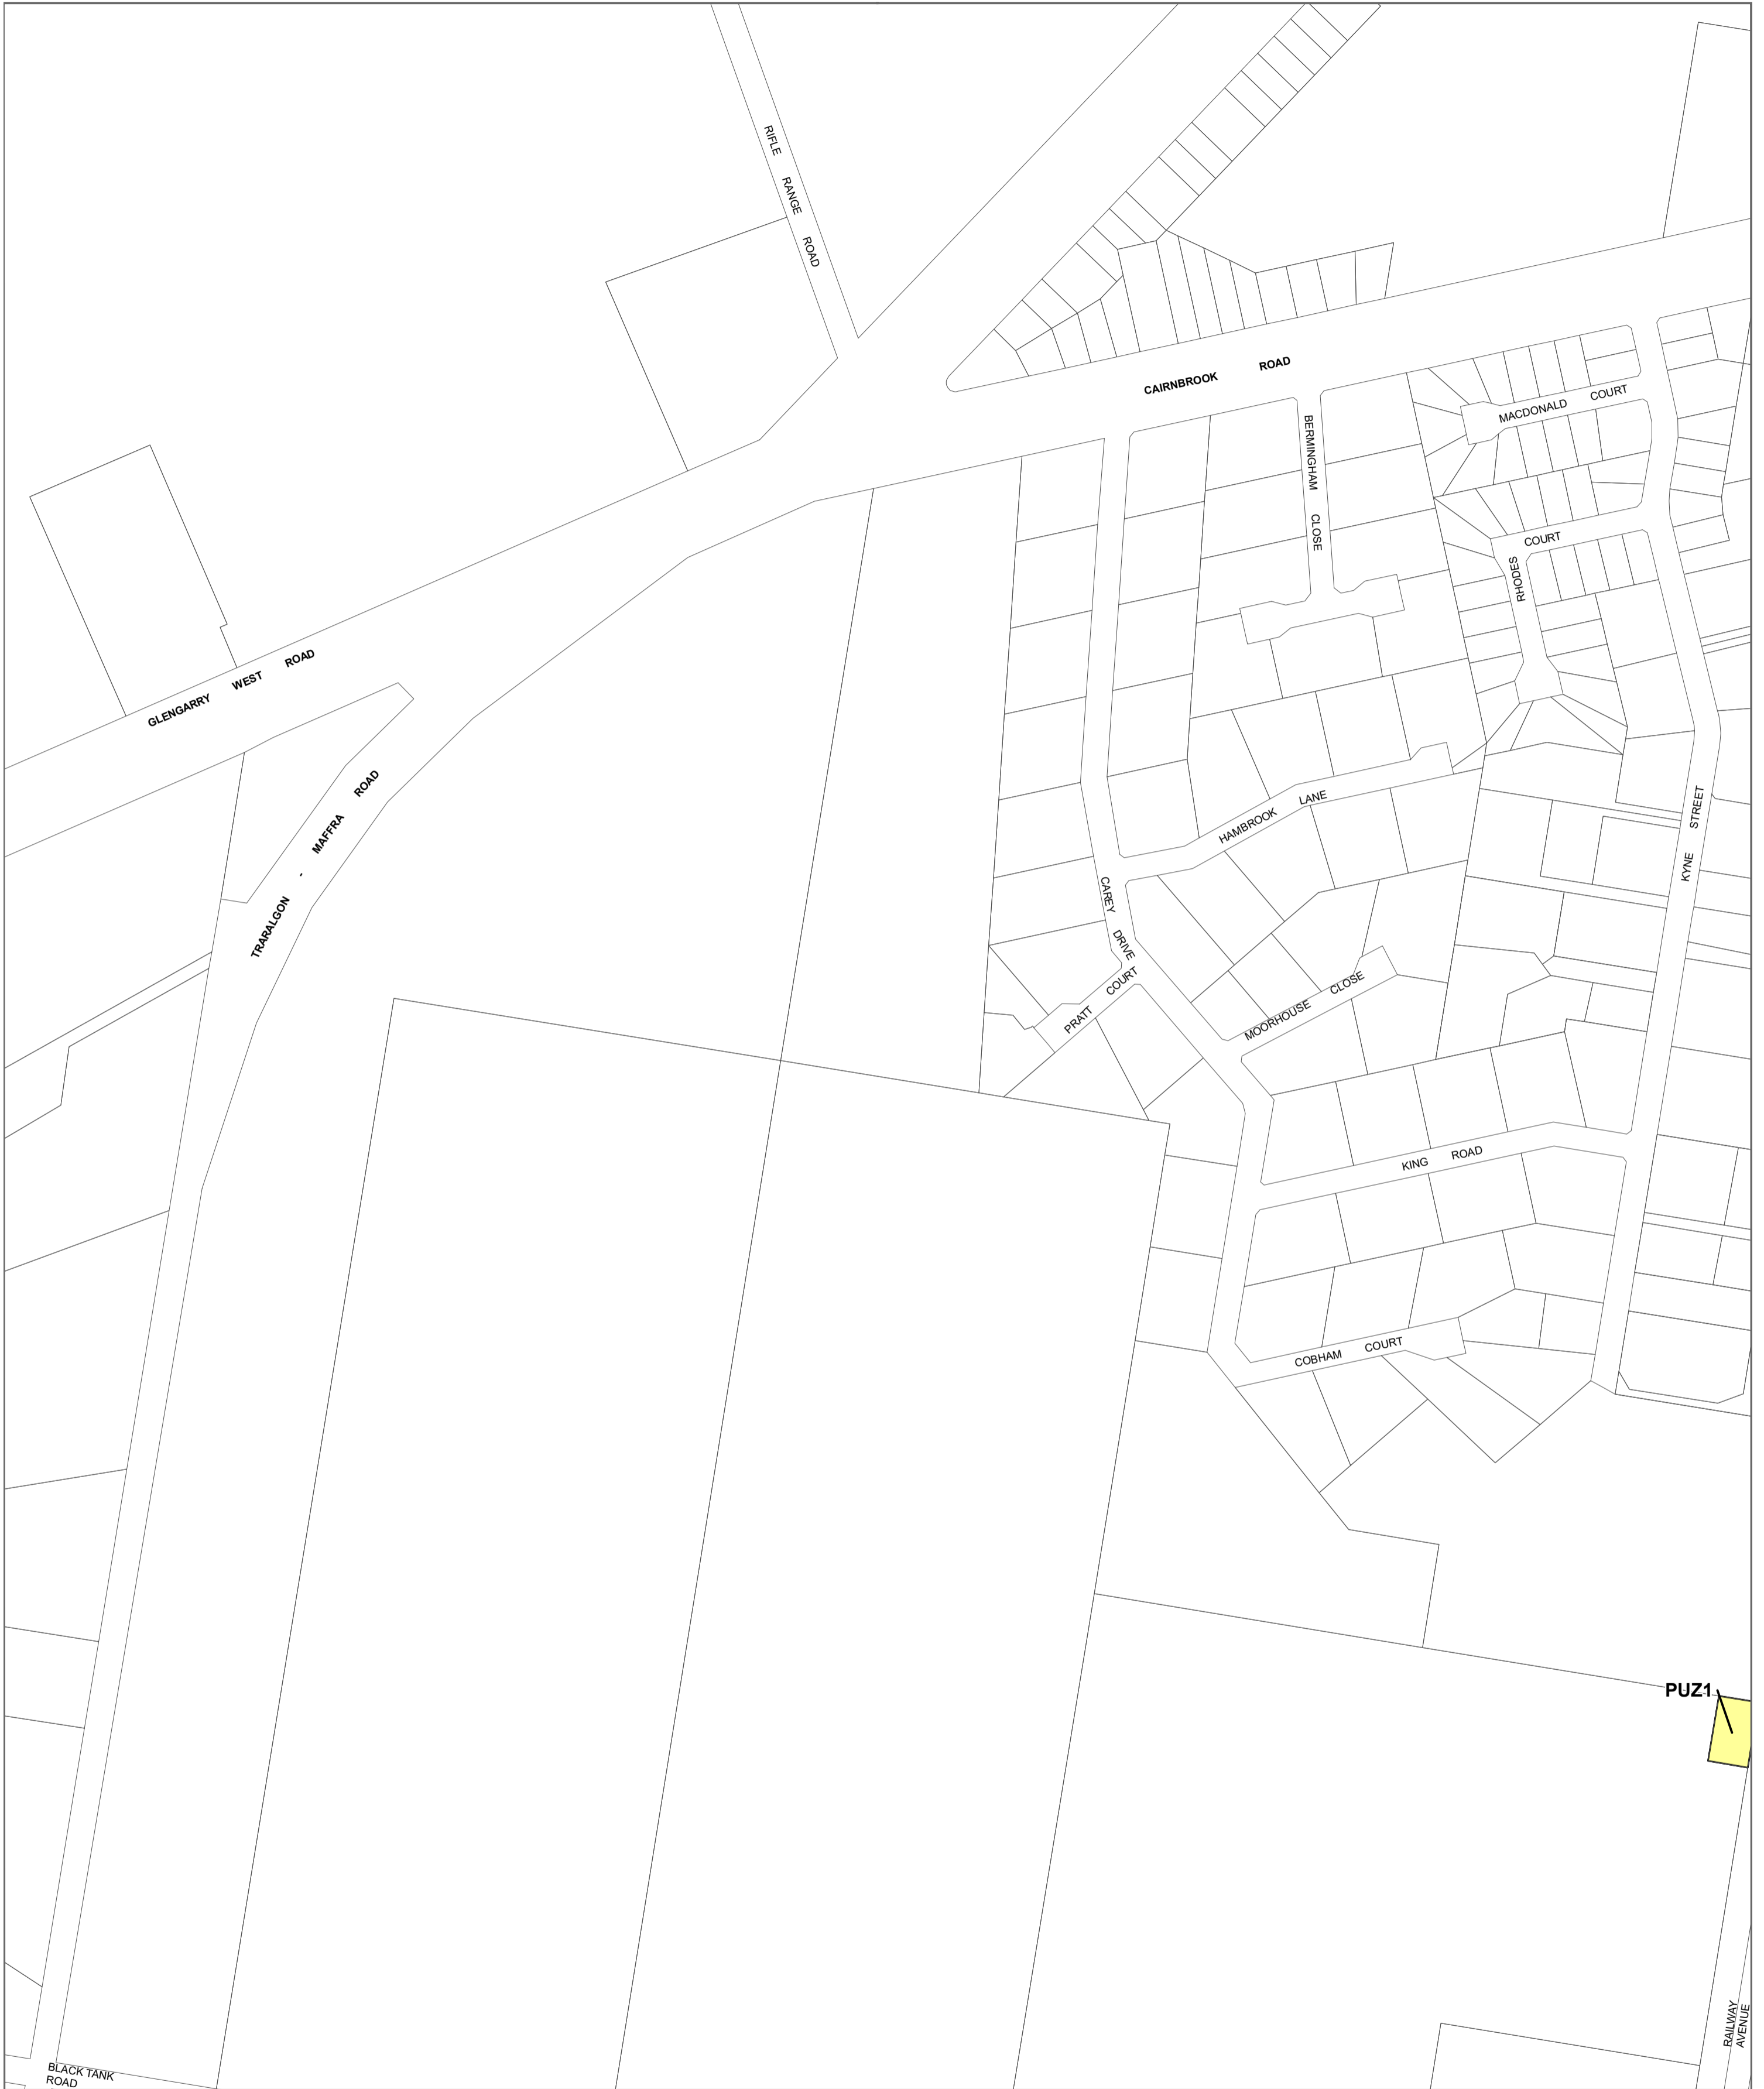 RIFLE RANGE ROAD
CAIRNBROOK ROAD
MACDONALD COURT
BERMINGHAM CLOSE
RHODES COURT
GLENGARRY WEST ROAD
TRARALGON - MAFFRA ROAD
HAMBROOK LANE
KYNE STREET
CAREY DRIVE
PRATT COURT
MOORHOUSE CLOSE
KING ROAD
COBHAM COURT
PUZ1
RAILWAY
AVENUE
BLACK TANK
ROAD